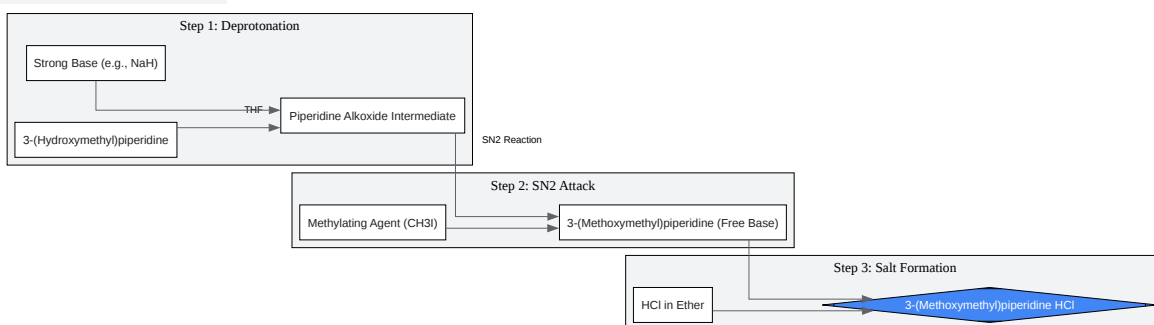 Step 1: Deprotonation
Strong Base (e.g., NaH)
THF
Piperidine Alkoxide Intermediate
3-(Hydroxymethyl)piperidine
SN2 Reaction
Step 2: SN2 Attack
Methylating Agent (CH3I)
3-(Methoxymethyl)piperidine (Free Base)
Step 3: Salt Formation
HCl in Ether
3-(Methoxymethyl)piperidine HCl